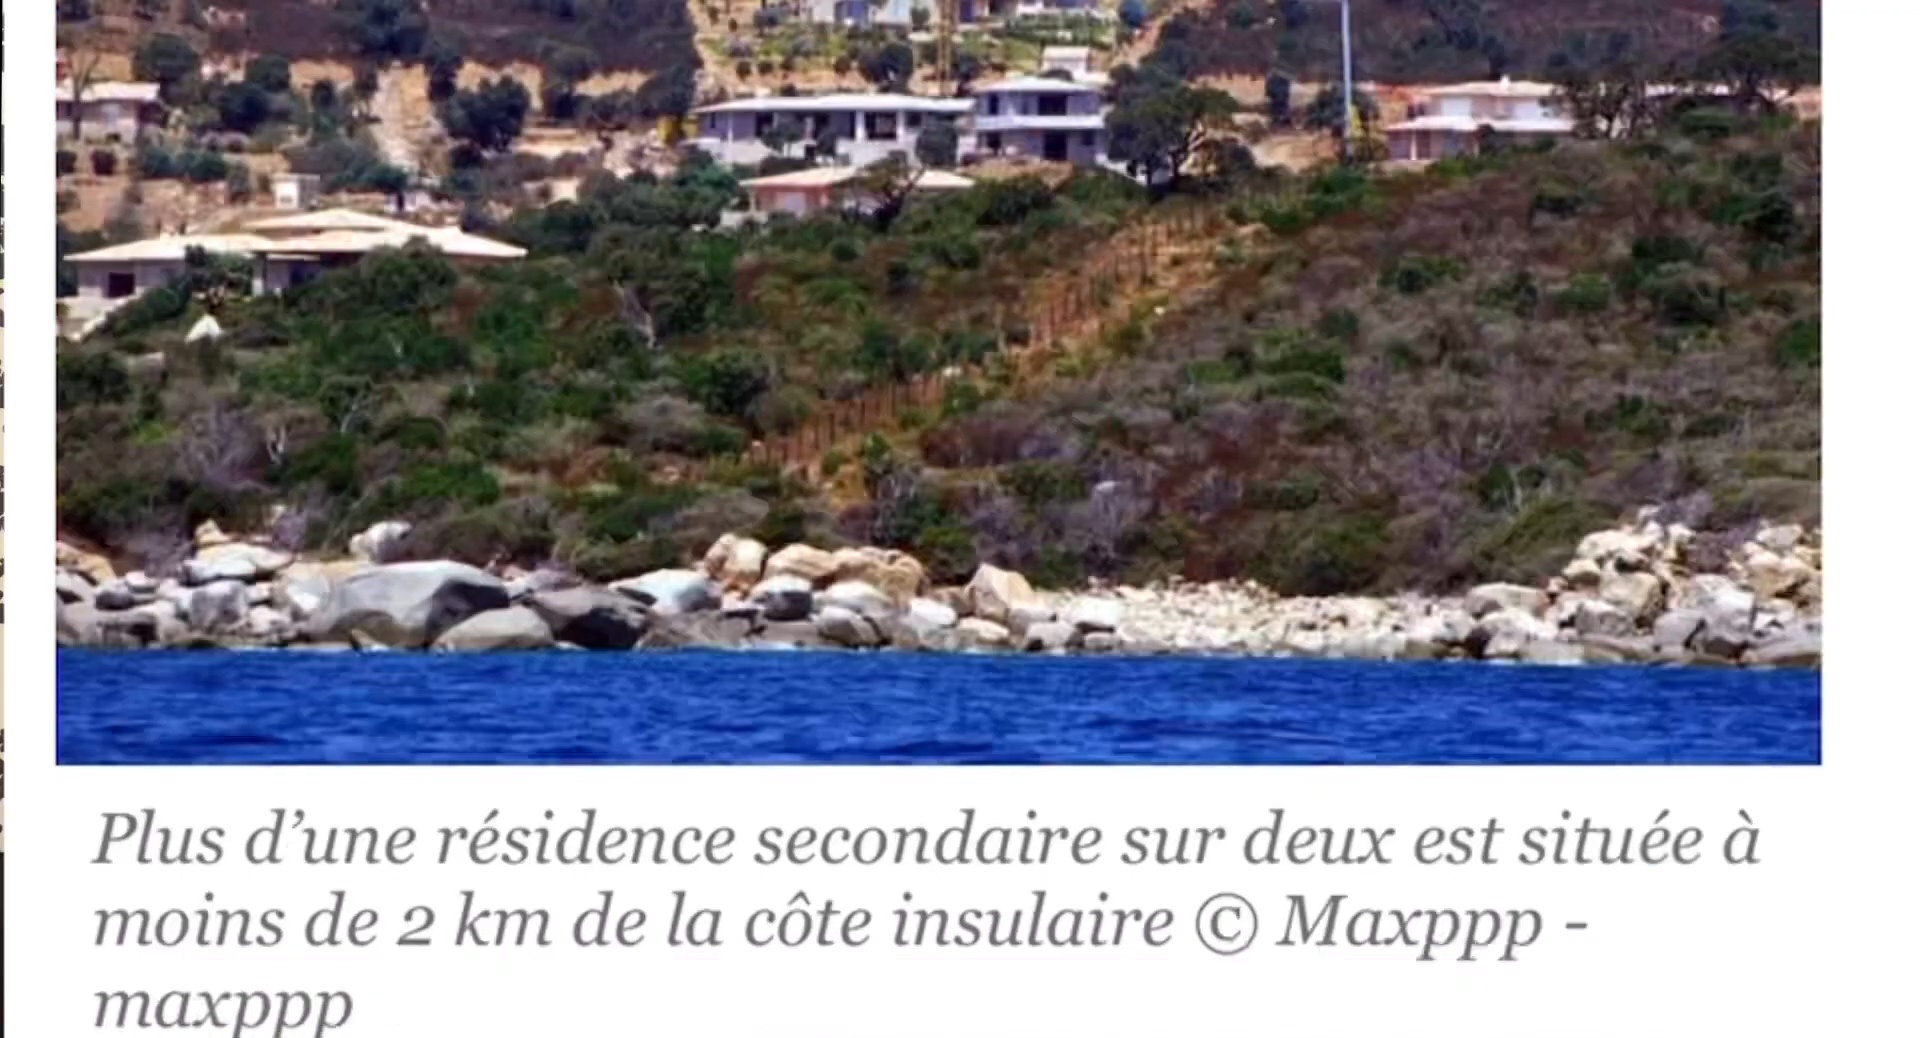 Plus d’une résidence secondaire sur deux est située à
moins de 2 km de la côte insulaire © Maxppp -
maxppp